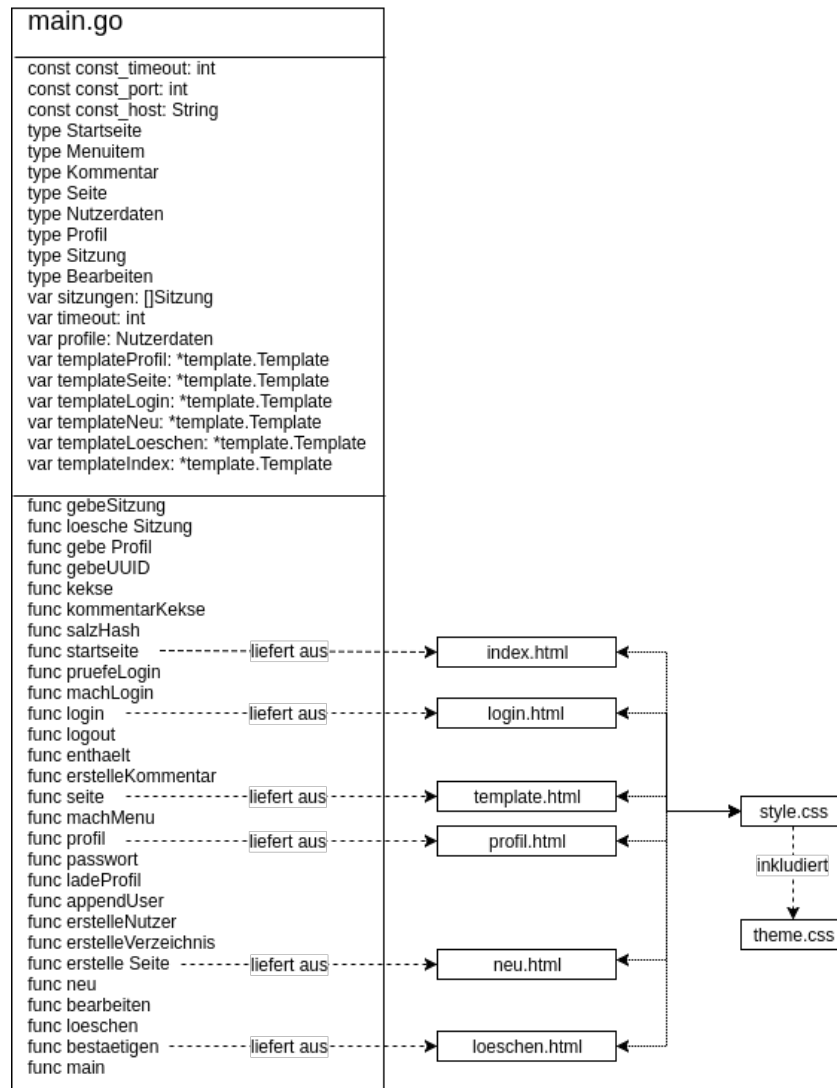 main.go
const const_timeout: int
const const_port: int
const const_host: String
type Startseite
type Menuitem
type Kommentar
type Seite
type Nutzerdaten
type Profil
type Sitzung
type Bearbeiten
var sitzungen: []Sitzung
var timeout: int
var profile: Nutzerdaten
var templateProfil: *template.Template
var templateSeite: *template.Template
var templateLogin: *template.Template
var templateNeu: *template.Template
var templateLoeschen: *template.Template
var templateIndex: *template.Template
func gebeSitzung
func loesche Sitzung
func gebe Profil
func gebeUUID
func kekse
func kommentarKekse
func salzHash
func startseite liefert aus index.html
func pruefeLogin
func machLogin
func login liefert aus login.html
func logout
func enthaelt
func erstelleKommentar
func seite liefert aus template.html
style.css
func machMenu
func profil liefert aus profil.html
func passwort
inkludiert
func ladeProfil
func appendUser
func erstelleNutzer
theme.css
func erstelleVerzeichnis
func erstelle Seite liefert aus neu.html
func neu
func bearbeiten
func loeschen
func bestaetigen liefert aus loeschen.html
func main